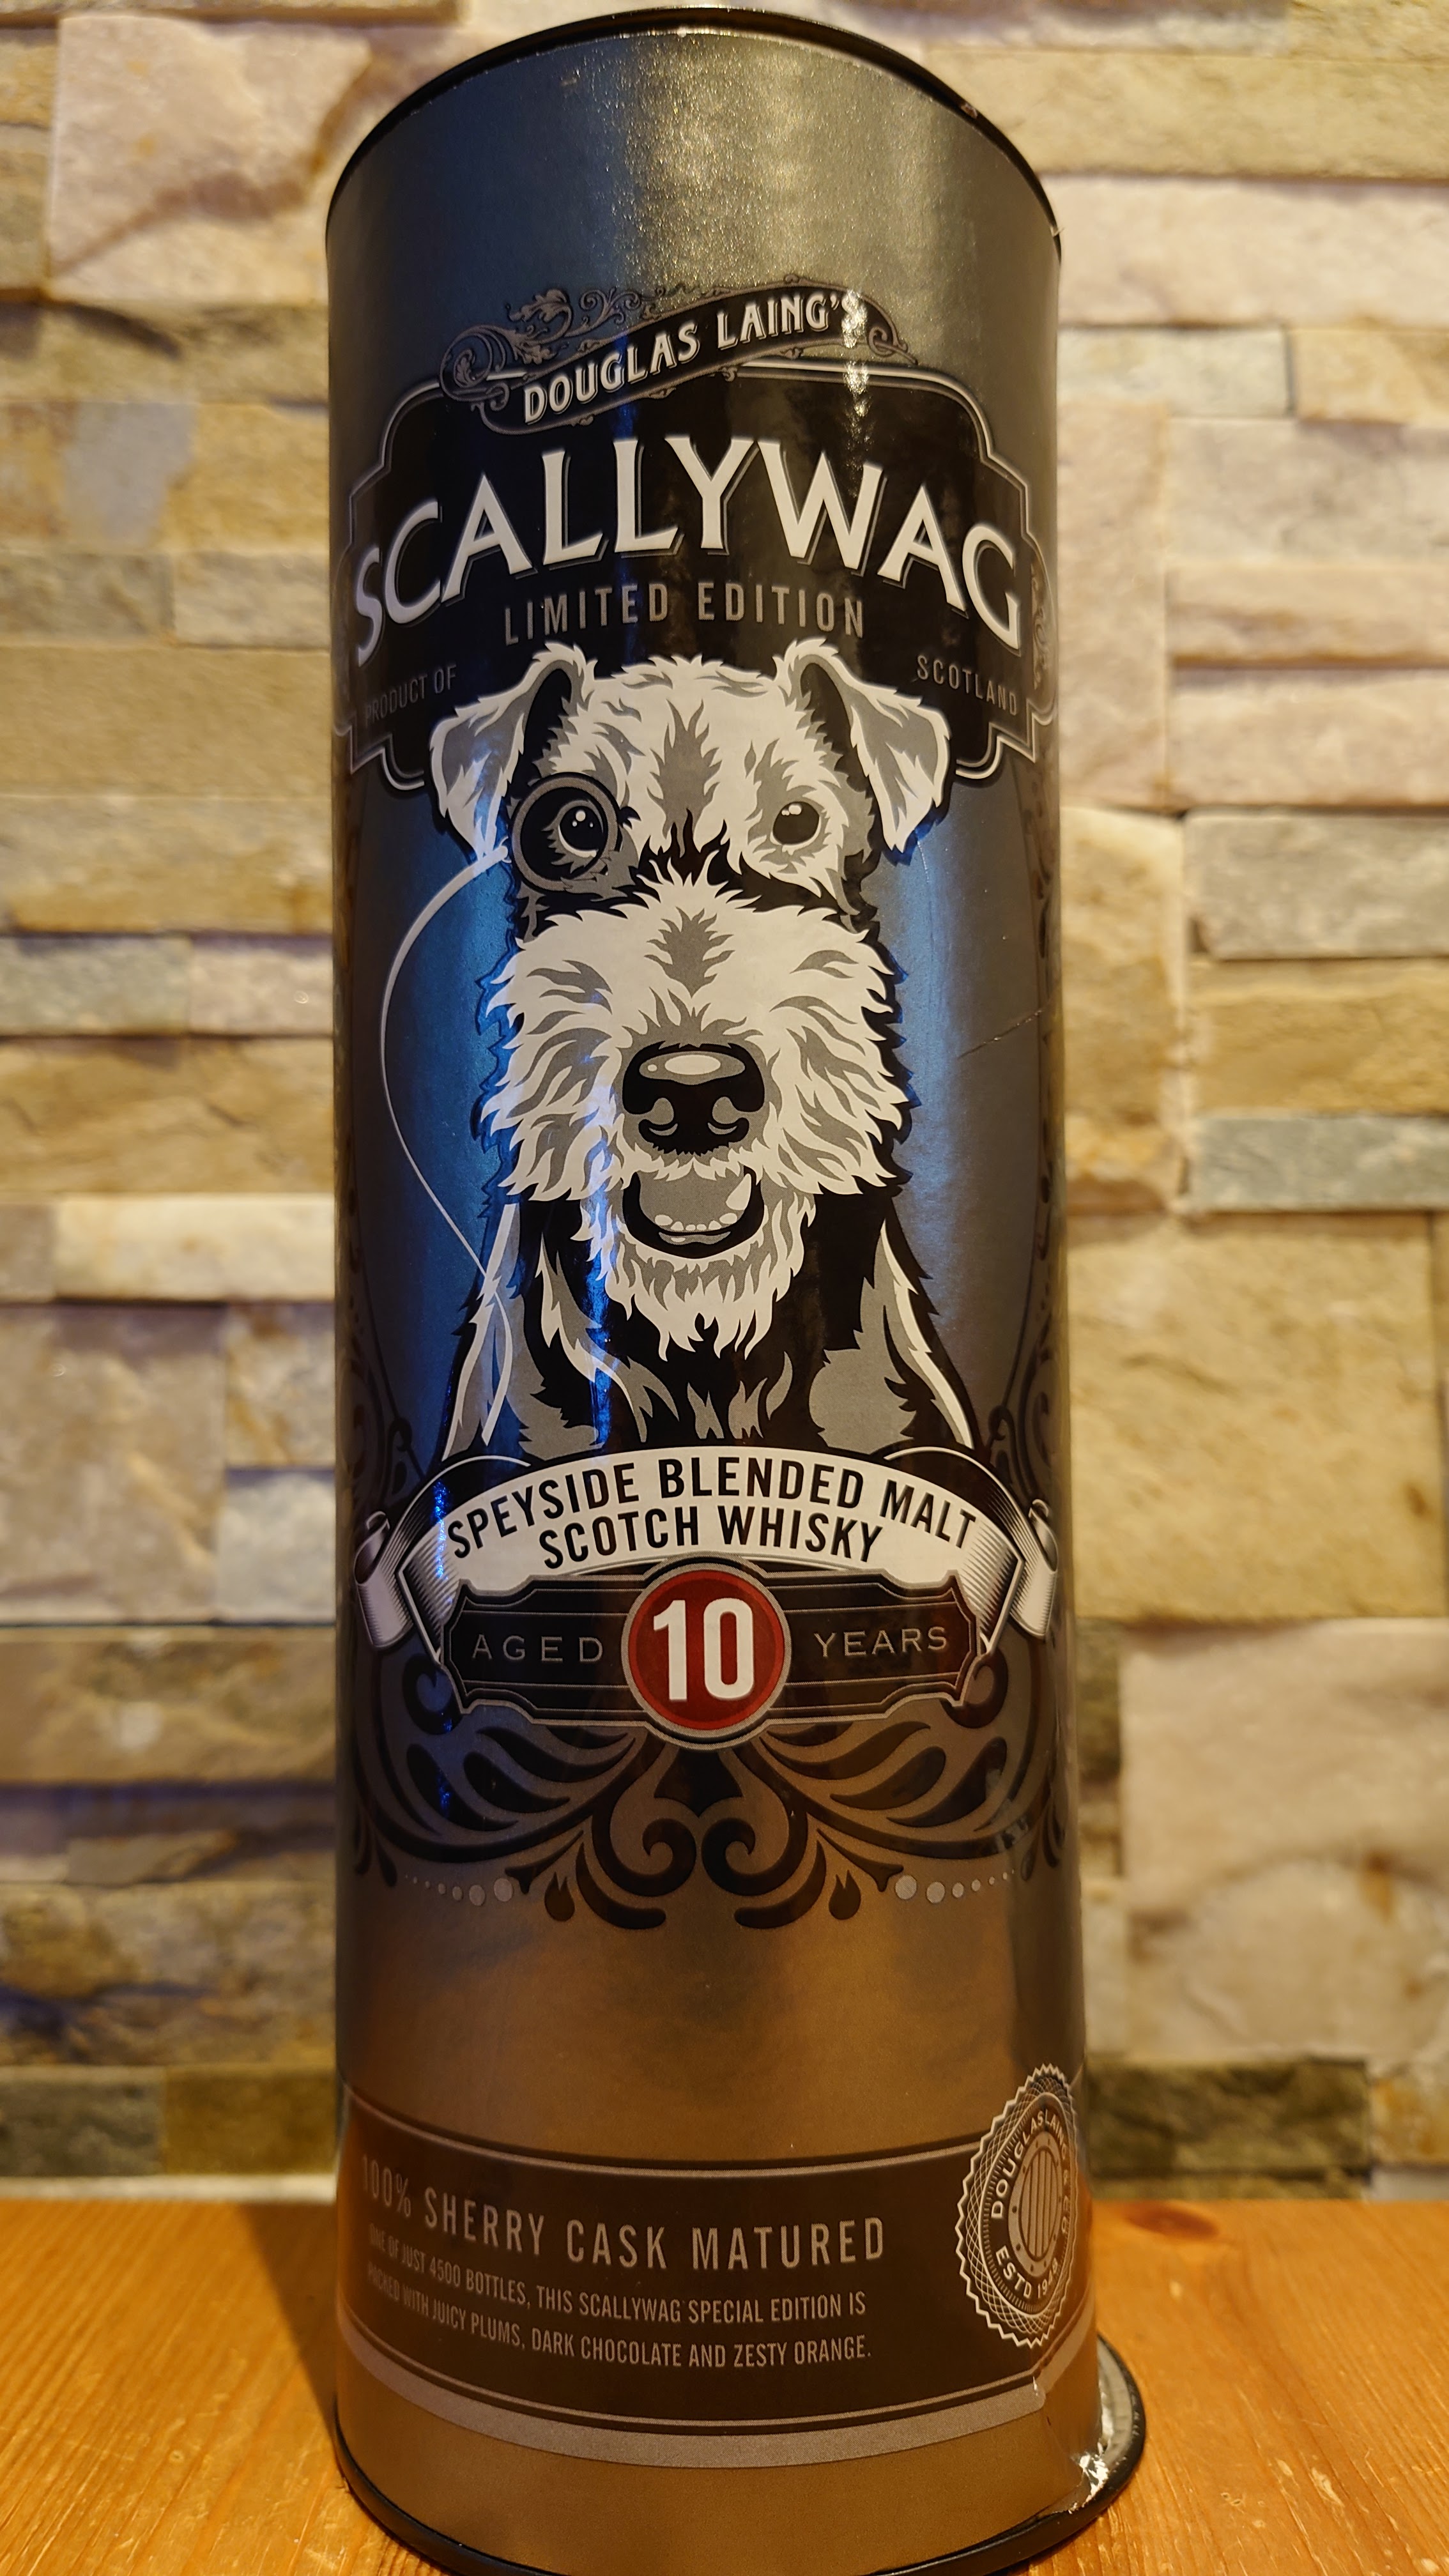 DOUGLAS LAING'S
SCALLYWAG
LIMITED EDITION
PRODUCT OF
SCOTLAND
SPEYSIDE BLENDED MALT
SCOTCH WHISKY
AGED 10 YEARS
100% SHERRY CASK MATURED
ONE OF JUST 4500 BOTTLES, THIS SCALLYWAG SPECIAL EDITION IS
PACKED WITH JUICY PLUMS, DARK CHOCOLATE AND ZESTY ORANGE.
DOUGLAS LAING & CO
ESTD 1948